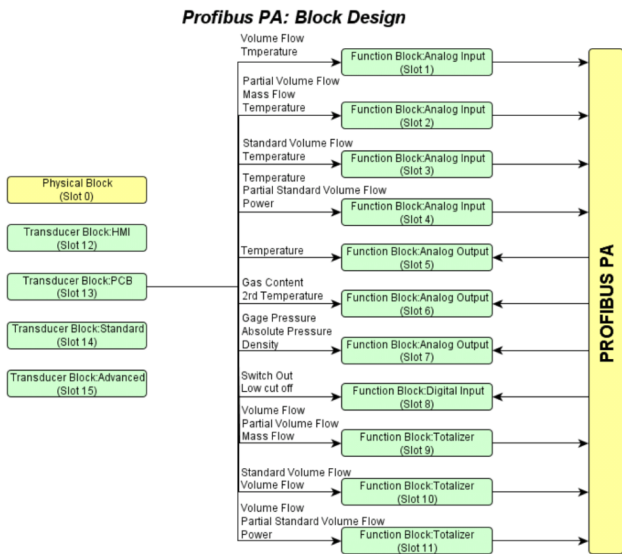 Profibus PA: Block Design
Volume Flow
Tmperature
Function Block:Analog Input
(Slot 1)
Partial Volume Flow
Mass Flow
Temperature
Function Block:Analog Input
(Slot 2)
Standard Volume Flow
Temperature
Function Block:Analog Input
(Slot 3)
Temperature
Partial Standard Volume Flow
Power
Function Block:Analog Input
(Slot 4)
Physical Block
(Slot 0)
Transducer Block:HMI
(Slot 12)
Transducer Block:PCB
(Slot 13)
Transducer Block:Standard
(Slot 14)
Transducer Block:Advanced
(Slot 15)
Temperature
Function Block:Analog Output
(Slot 5)
Gas Content
2rd Temperature
Function Block:Analog Output
(Slot 6)
Gage Pressure
Absolute Pressure
Density
Function Block:Analog Output
(Slot 7)
Switch Out
Low cut off
Function Block:Digital Input
(Slot 8)
Volume Flow
Partial Volume Flow
Mass Flow
Function Block:Totalizer
(Slot 9)
Standard Volume Flow
Volume Flow
Function Block:Totalizer
(Slot 10)
Volume Flow
Partial Standard Volume Flow
Power
Function Block:Totalizer
(Slot 11)
PROFIBUS PA